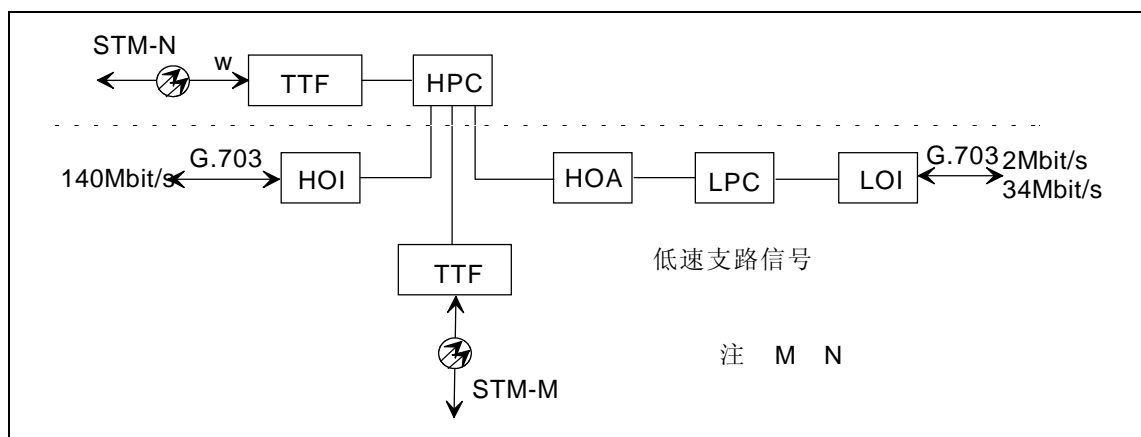 STM-N
w
TTF
HPC
140Mbit/s
G.703
HOI
HOA
LPC
LOI
G.703
2Mbit/s
34Mbit/s
TTF
低速支路信号
注 M N
STM-M